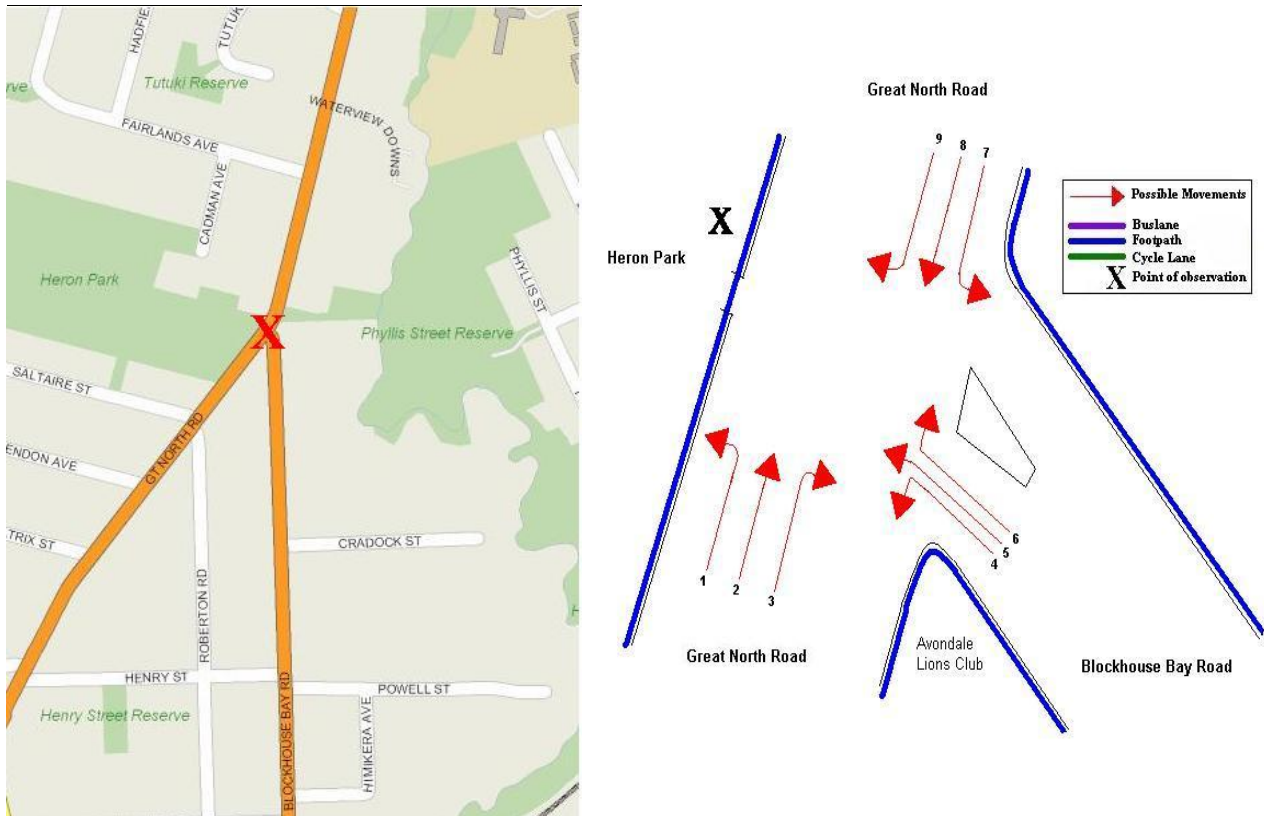 HADFIE
TUTUK
Tutuki Reserve
rve
WATERVIEW DOWNS
FAIRLANDS AVE
CADMAN AVE
PHYLLIS ST
Heron Park
Phyllis Street Reserve
X
SALTAIRE ST
GT NORTH RD
ENDON AVE
TRIX ST
CRADOCK ST
ROBERTON RD
H
HENRY ST
POWELL ST
Henry Street Reserve
BLOCKHOUSE BAY RD
HIMIKERA AVE
Great North Road
9
8
7
X
Heron Park
Possible Movements
Buslane
Footpath
Cycle Lane
X Point of observation
6
5
4
1
2
3
Great North Road
Avondale
Lions Club
Blockhouse Bay Road